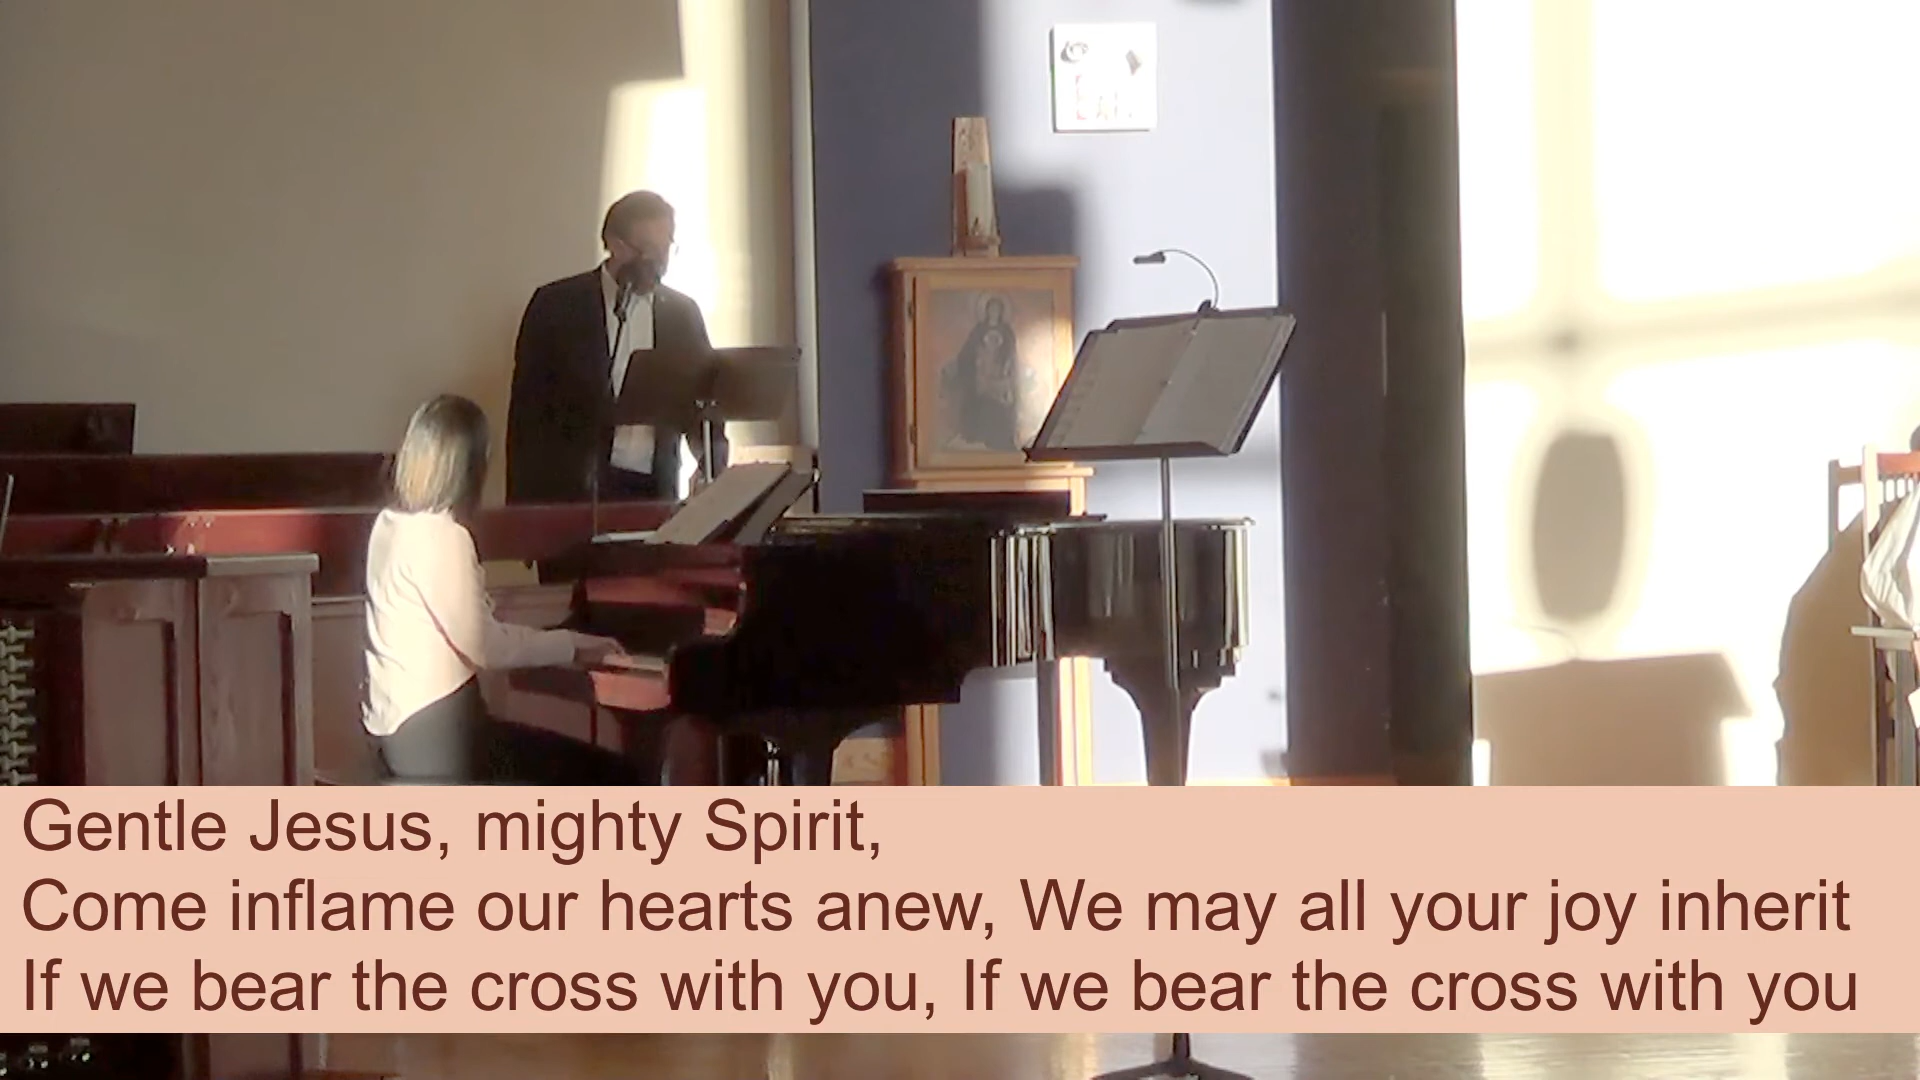 Gentle Jesus, mighty Spirit,
Come inflame our hearts anew, We may all your joy inherit
If we bear the cross with you, If we bear the cross with you